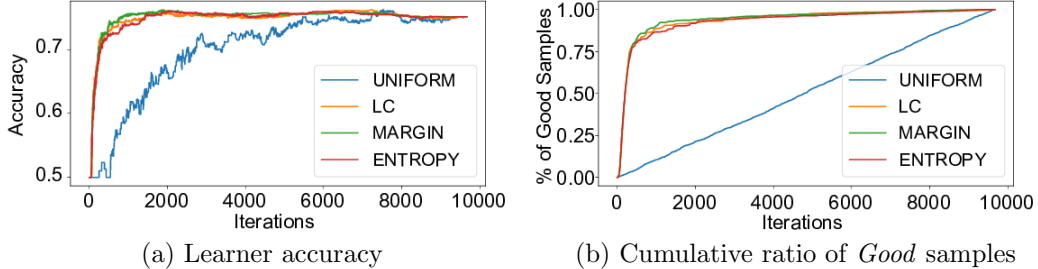 Accuracy
0.7
0.6
0.5
UNIFORM
LC
MARGIN
ENTROPY
0 2000 4000 6000 8000 10000
Iterations
(a) Learner accuracy
% of Good Samples
1.00
0.75
0.50
0.25
0.00
UNIFORM
LC
MARGIN
ENTROPY
0 2000 4000 6000 8000 10000
Iterations
(b) Cumulative ratio of Good samples